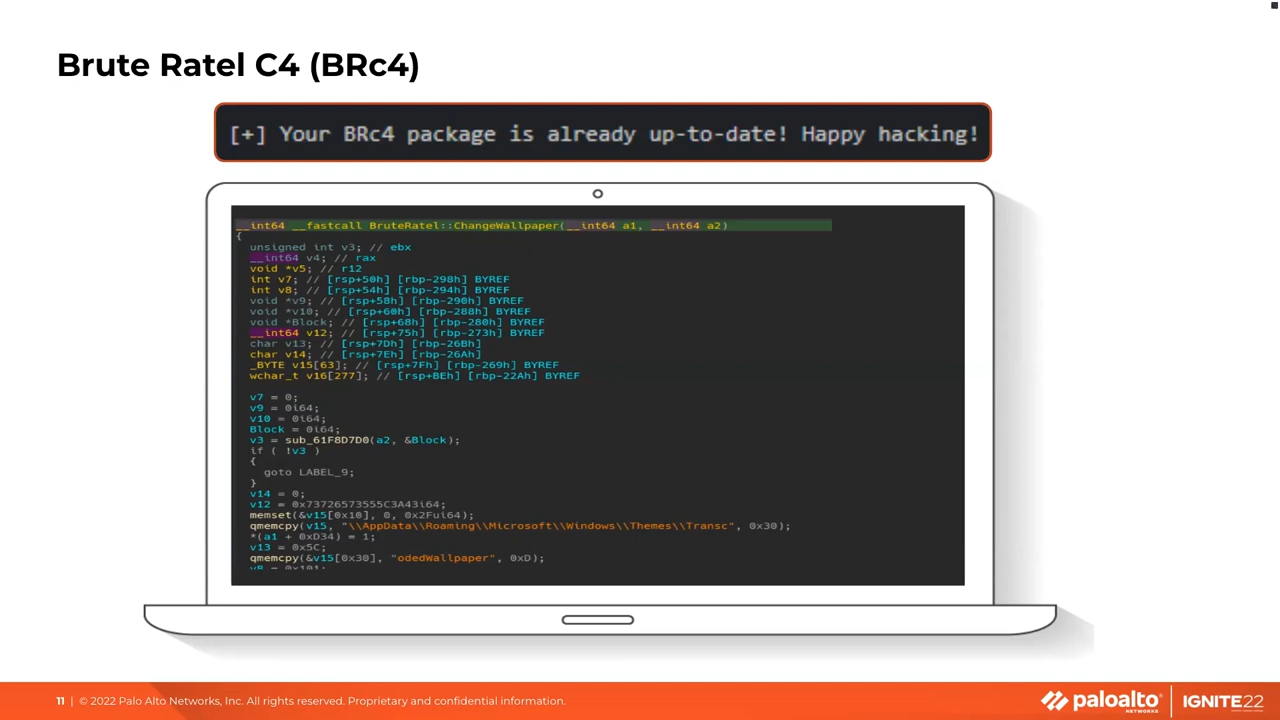 Brute Ratel C4 (BRc4)
[+] Your BRc4 package is already up-to-date! Happy hacking!
__int64 __fastcall BruteRatel::ChangeWallpaper(__int64 a1, __int64 a2)
{
unsigned int v3; // ebx
__int64 v4; // rax
void *v5; // r12
int v7; // [rsp+50h] [rbp-298h] BYREF
int v8; // [rsp+54h] [rbp-294h] BYREF
void *v9; // [rsp+58h] [rbp-290h] BYREF
void *v10; // [rsp+60h] [rbp-288h] BYREF
void *Block; // [rsp+68h] [rbp-280h] BYREF
__int64 v12; // [rsp+75h] [rbp-273h] BYREF
char v13; // [rsp+7Dh] [rbp-26Bh]
char v14; // [rsp+7Eh] [rbp-26Ah]
_BYTE v15[63]; // [rsp+7Fh] [rbp-269h] BYREF
wchar_t v16[277]; // [rsp+BEh] [rbp-22Ah] BYREF
v7 = 0;
v9 = 0i64;
v10 = 0i64;
Block = 0i64;
v3 = sub_61F8D7D0(a2, &Block);
if ( !v3 )
{
goto LABEL_9;
}
v14 = 0;
v12 = 0x73726573555C3A43i64;
memset(&v15[0x10], 0, 0x2Fui64);
qmemcpy(v15, "\\AppData\\Roaming\\Microsoft\\Windows\\Themes\\Transc", 0x30);
*(a1 + 0xD34) = 1;
v13 = 0x5C;
qmemcpy(&v15[0x30], "odedWallpaper", 0xD);
v8 = 0x101;
11 | © 2022 Palo Alto Networks, Inc. All rights reserved. Proprietary and confidential information.
paloalto NETWORKS
IGNITE22